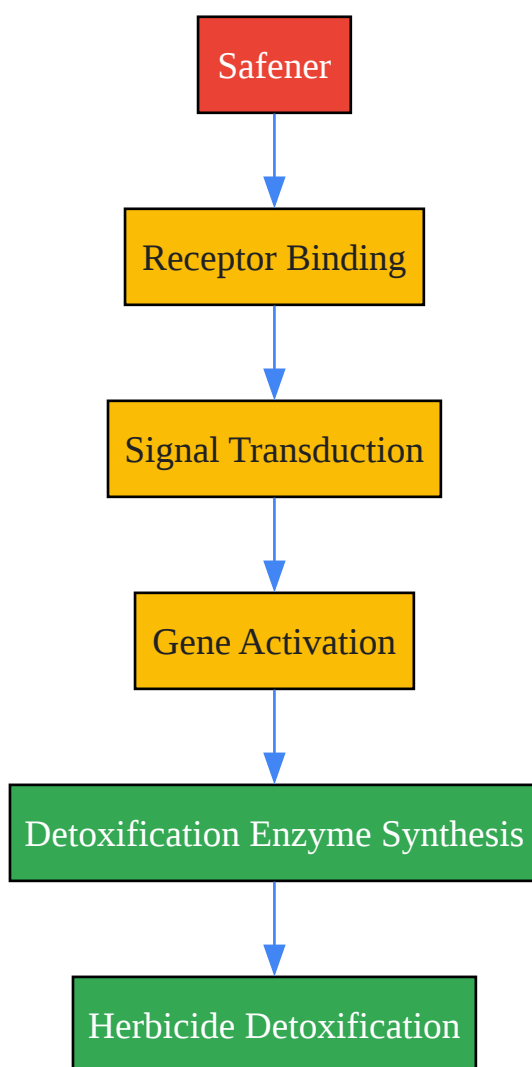 Safener
Receptor Binding
Signal Transduction
Gene Activation
Detoxification Enzyme Synthesis
Herbicide Detoxification